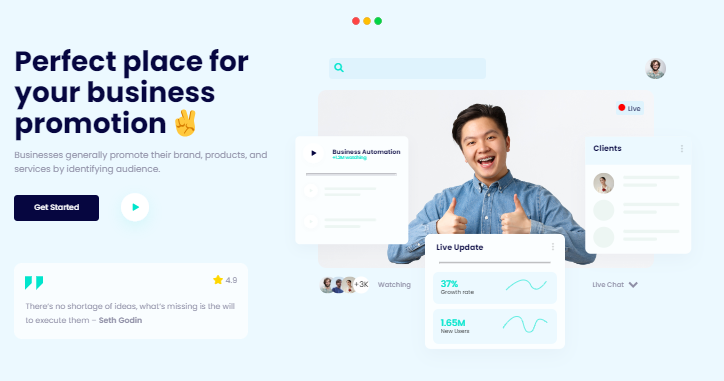 Perfect place for
your business
promotion ✌
Businesses generally promote their brand, products, and
services by identifying audience.
Get Started
4.9
There's no shortage of ideas, what's missing is the will
to execute them – Seth Godin
Live
Business Automation
+1.2M watching
Clients
Live Update
37%
Growth rate
1.65M
New Users
+3K Watching
Live Chat